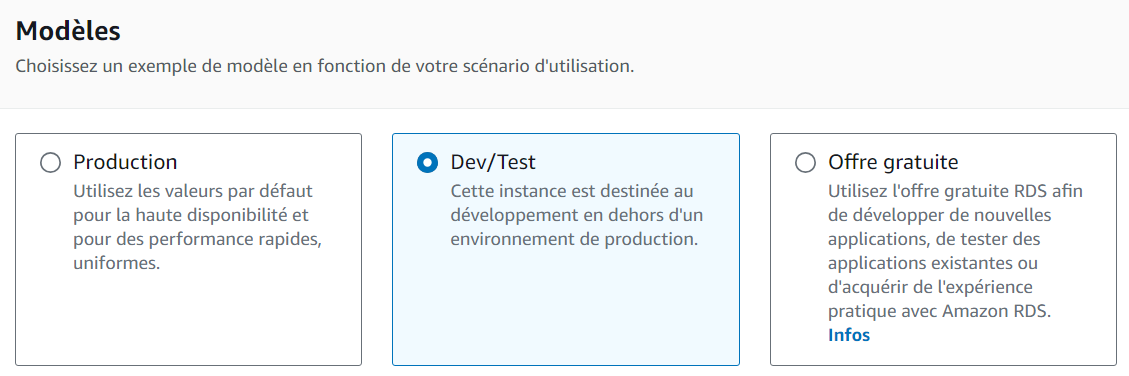 Modèles
Choisissez un exemple de modèle en fonction de votre scénario d'utilisation.
Production
Utilisez les valeurs par défaut
pour la haute disponibilité et
pour des performance rapides,
uniformes.
Dev/Test
Cette instance est destinée au
développement en dehors d'un
environnement de production.
Offre gratuite
Utilisez l'offre gratuite RDS afin
de développer de nouvelles
applications, de tester des
applications existantes ou
d'acquérir de l'expérience
pratique avec Amazon RDS.
Infos